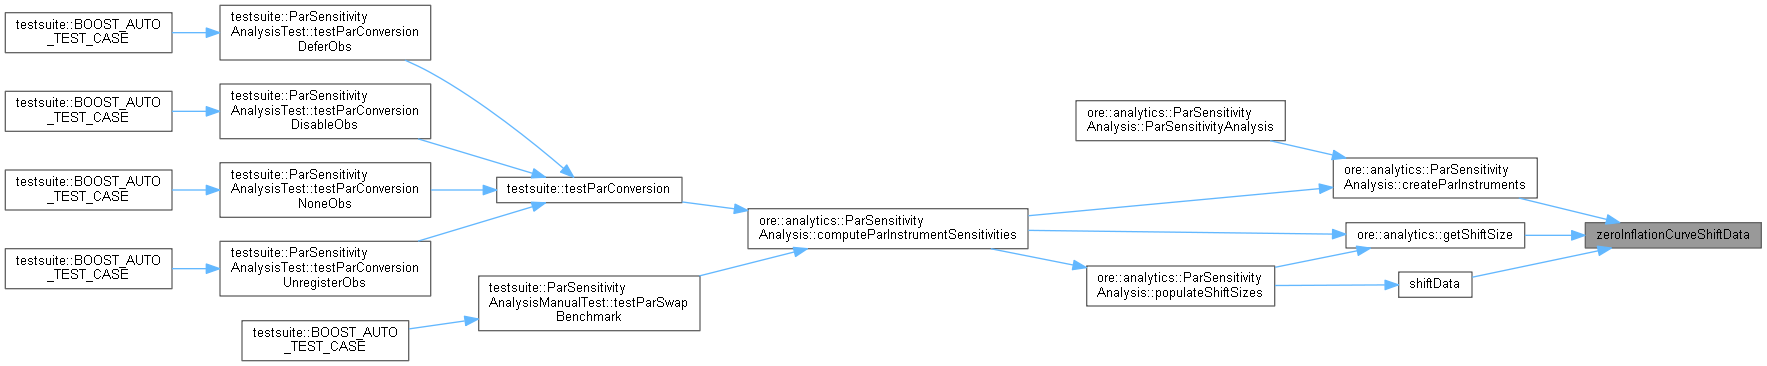 testsuite::BOOST_AUTO
_TEST_CASE
testsuite::ParSensitivity
AnalysisTest::testParConversion
DeferObs
testsuite::BOOST_AUTO
_TEST_CASE
testsuite::ParSensitivity
AnalysisTest::testParConversion
DisableObs
testsuite::BOOST_AUTO
_TEST_CASE
testsuite::ParSensitivity
AnalysisTest::testParConversion
NoneObs
testsuite::BOOST_AUTO
_TEST_CASE
testsuite::ParSensitivity
AnalysisTest::testParConversion
UnregisterObs
testsuite::BOOST_AUTO
_TEST_CASE
testsuite::testParConversion
testsuite::ParSensitivity
AnalysisManualTest::testParSwap
Benchmark
ore::analytics::ParSensitivity
Analysis::computeParInstrumentSensitivities
ore::analytics::ParSensitivity
Analysis::ParSensitivityAnalysis
ore::analytics::ParSensitivity
Analysis::populateShiftSizes
ore::analytics::ParSensitivity
Analysis::createParInstruments
ore::analytics::getShiftSize
shiftData
zeroInflationCurveShiftData